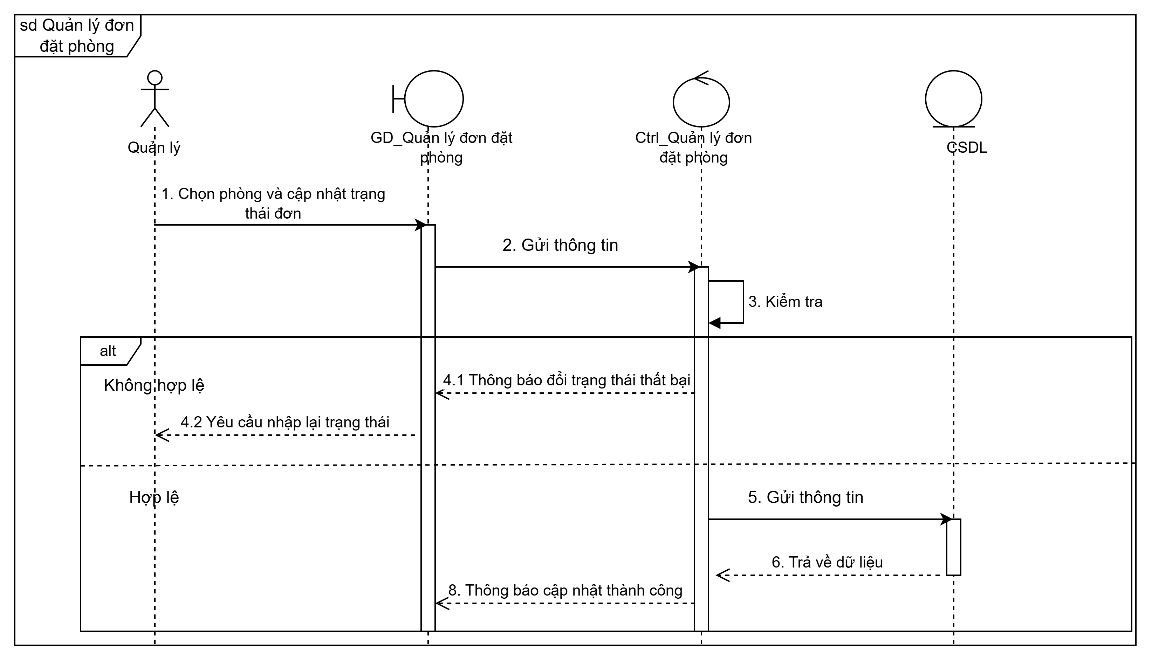 sd Quản lý đơn
đặt phòng
Quản lý
GD_Quản lý đơn đặt
phòng
Ctrl_Quản lý đơn
đặt phòng
CSDL
1. Chọn phòng và cập nhật trạng
thái đơn
2. Gửi thông tin
3. Kiểm tra
alt
Không hợp lệ
4.1 Thông báo đổi trạng thái thất bại
4.2 Yêu cầu nhập lại trạng thái
Hợp lệ
5. Gửi thông tin
6. Trả về dữ liệu
8. Thông báo cập nhật thành công